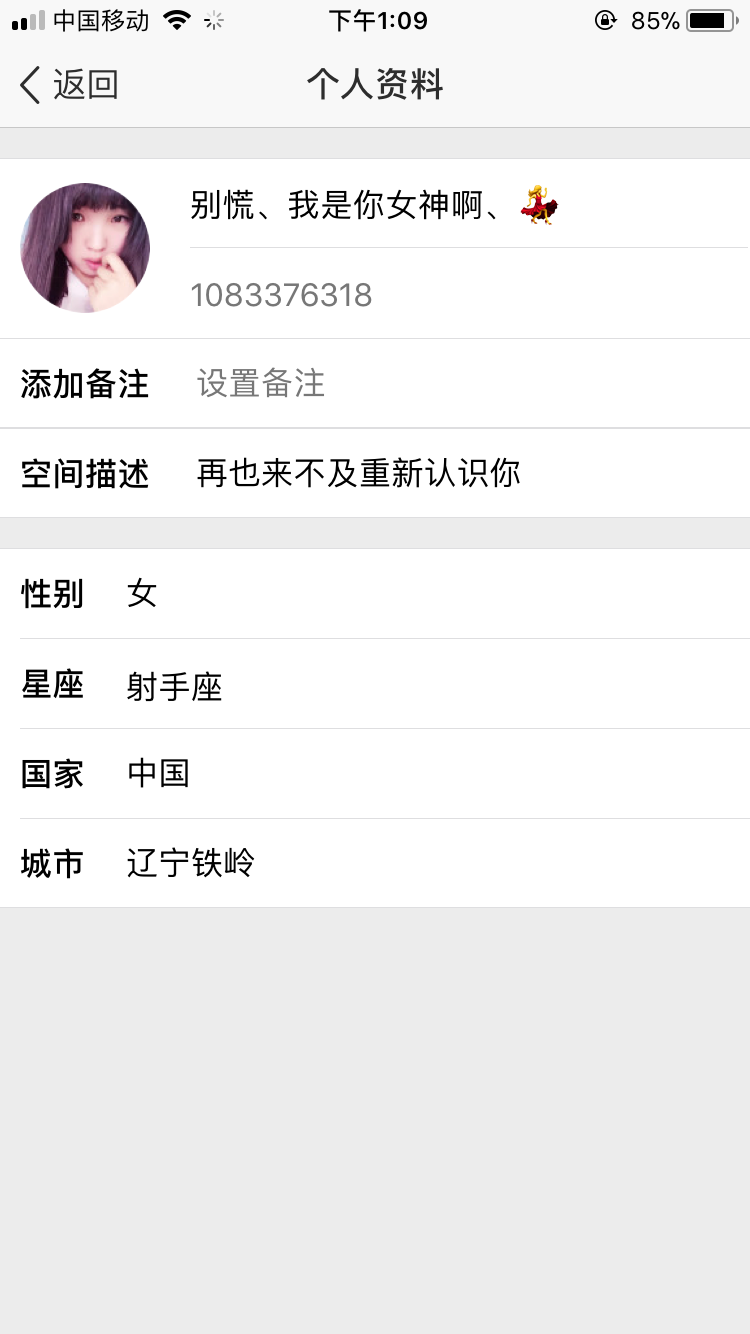 中国移动 下午1:09 85%
返回 个人资料
别慌、我是你女神啊、💃
1083376318
添加备注 设置备注
空间描述 再也来不及重新认识你
性别 女
星座 射手座
国家 中国
城市 辽宁铁岭